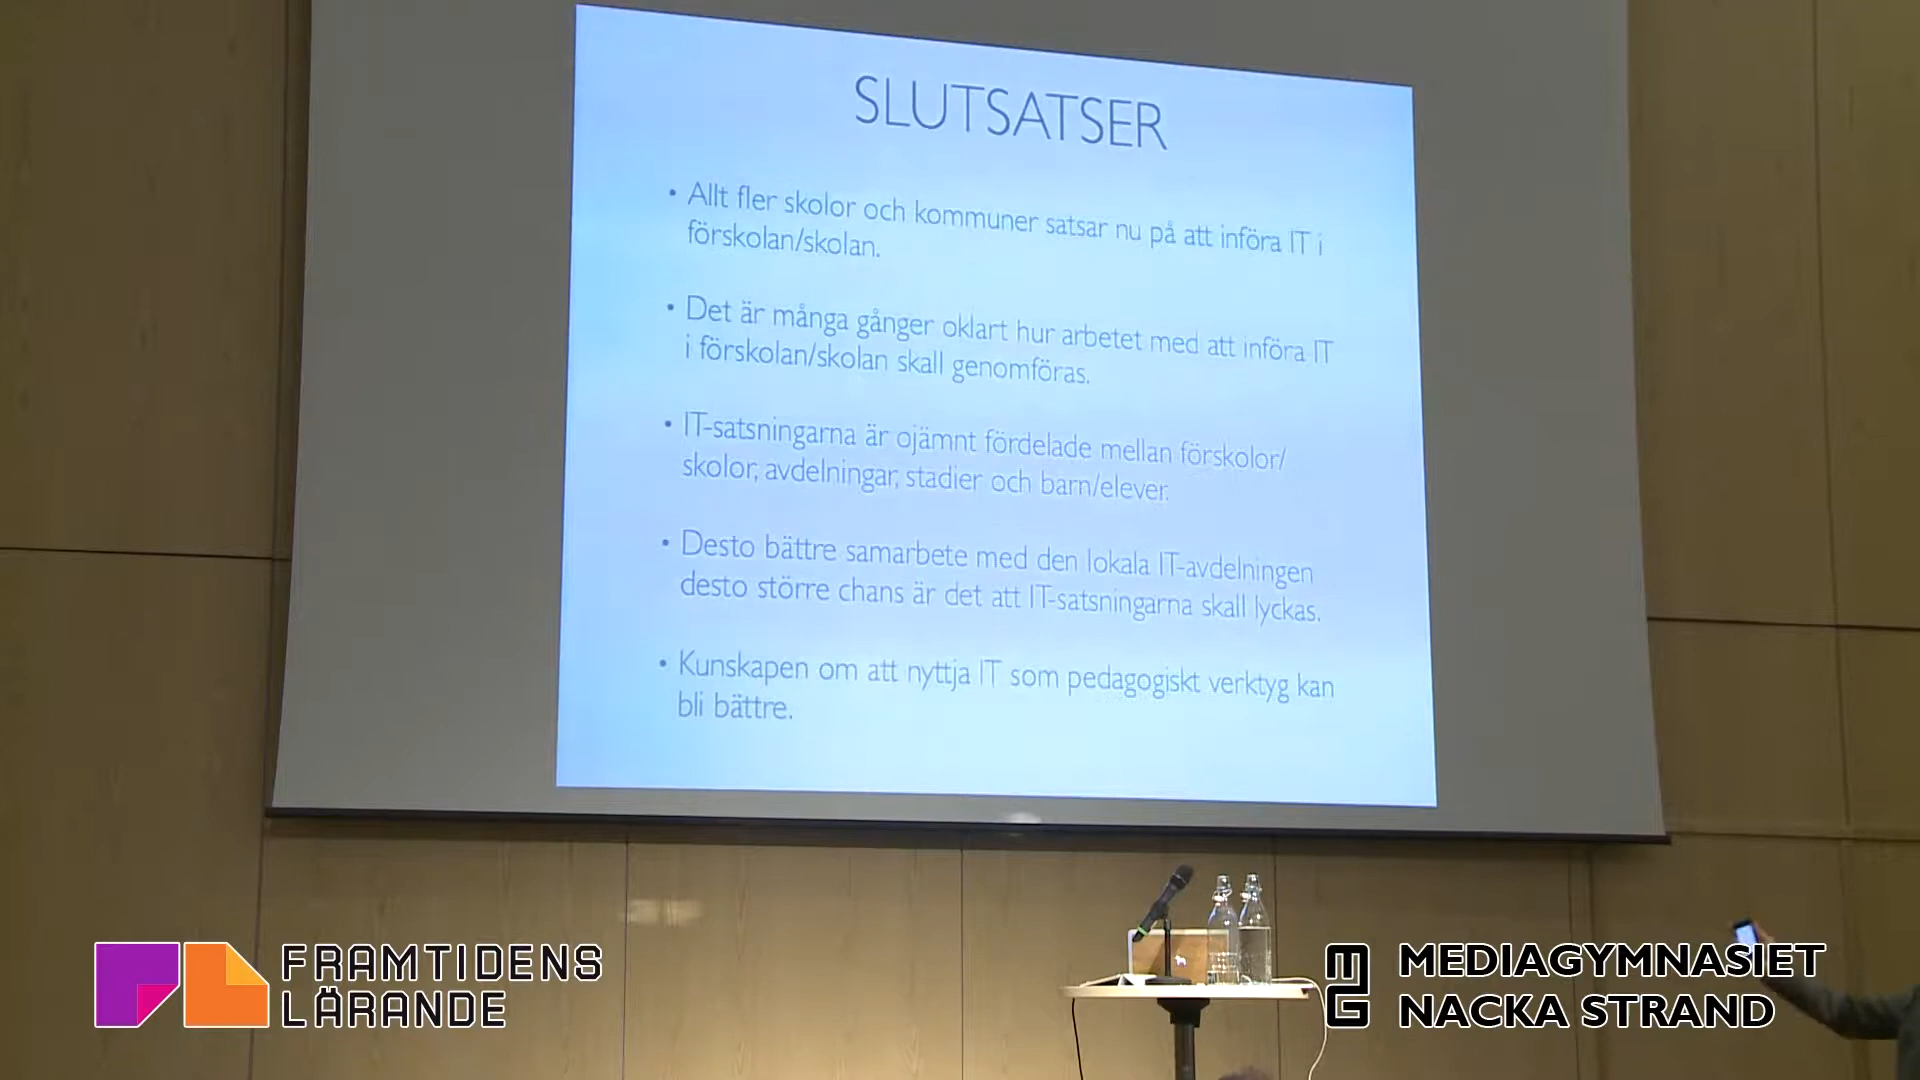 SLUTSATSER
• Allt fler skolor och kommuner satsar nu på att införa IT i
förskolan/skolan.
• Det är många gånger oklart hur arbetet med att införa IT
i förskolan/skolan skall genomföras.
• IT-satsningarna är ojämnt fördelade mellan förskolor/
skolor, avdelningar, stadier och barn/elever.
• Desto bättre samarbete med den lokala IT-avdelningen
desto större chans är det att IT-satsningarna skall lyckas.
• Kunskapen om att nyttja IT som pedagogiskt verktyg kan
bli bättre.
FRAMTIDENS
LÄRANDE
MG
MEDIAGYMNASIET
NACKA STRAND